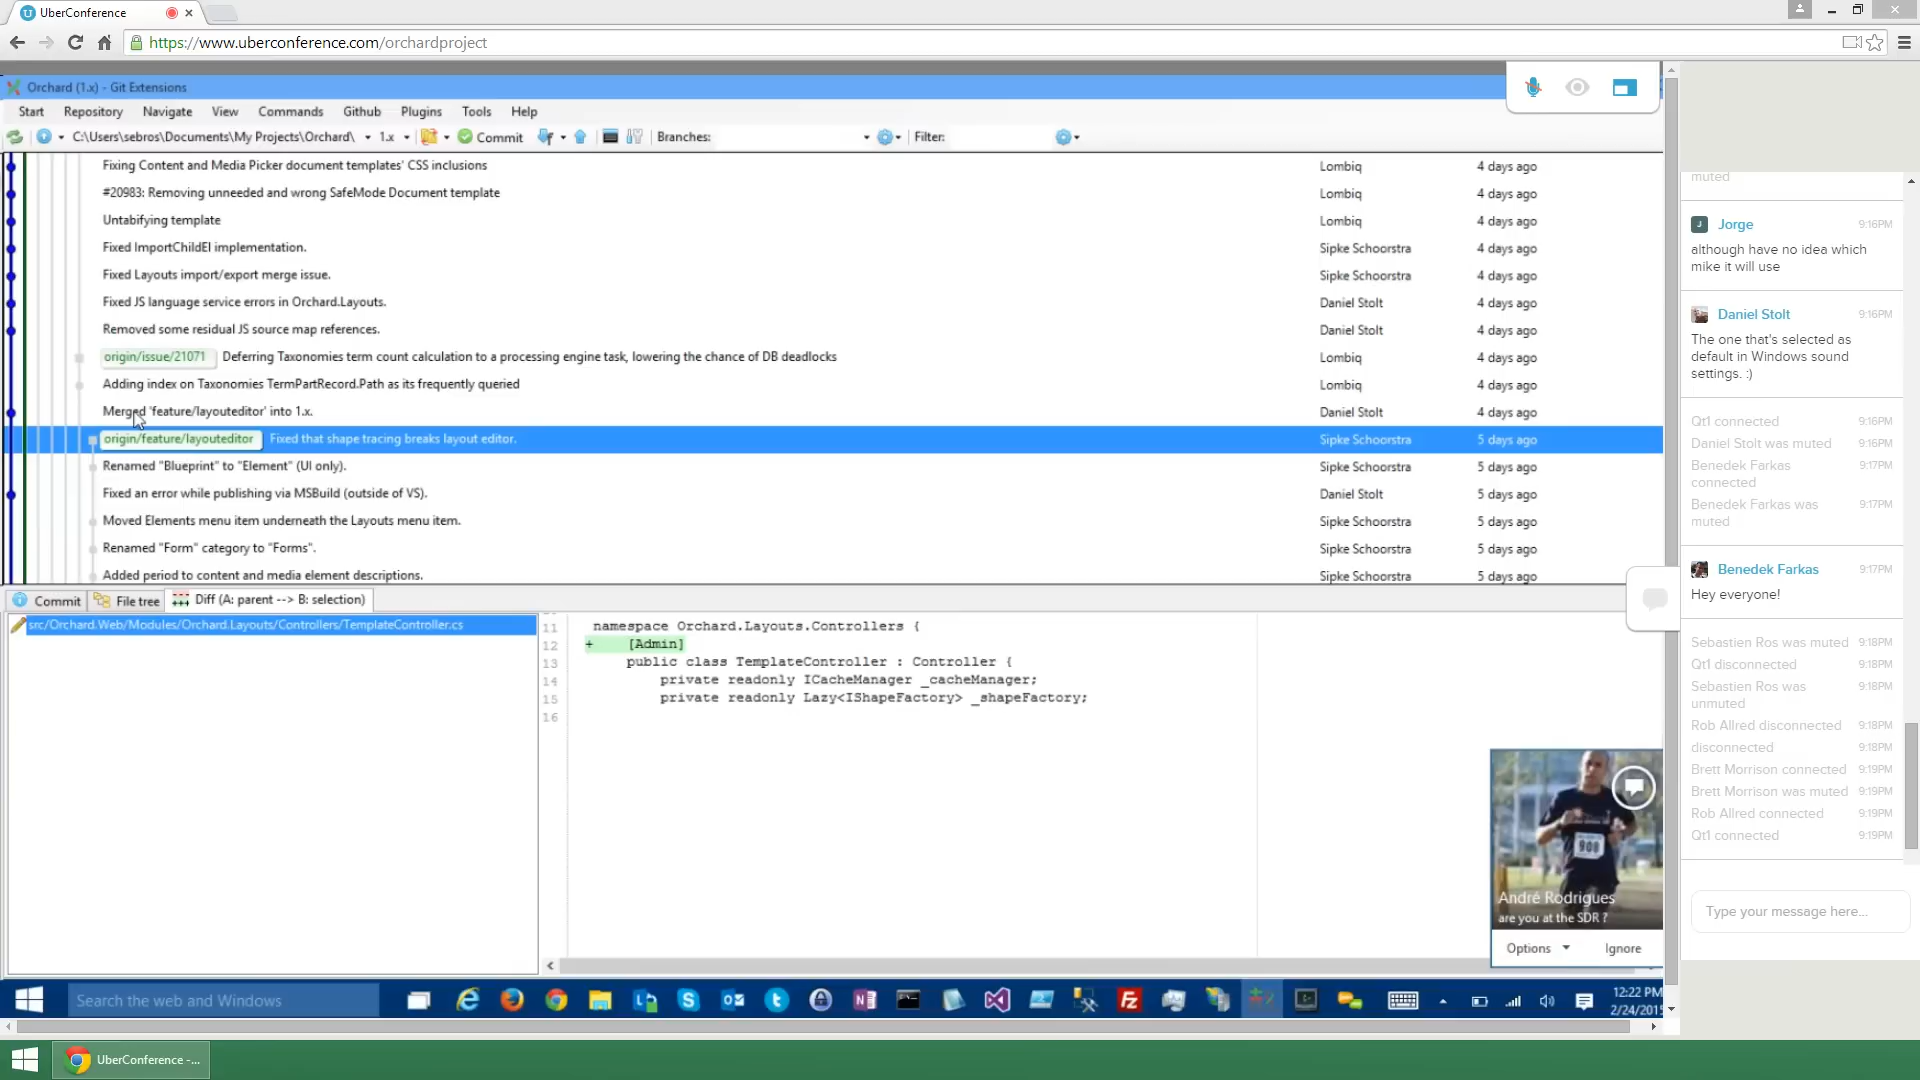 UberConference
https://www.uberconference.com/orchardproject
Orchard (1.x) - Git Extensions
Start Repository Navigate View Commands Github Plugins Tools Help
C:\Users\sebros\Documents\My Projects\Orchard\ 1.x Commit Branches: Filter:
Fixing Content and Media Picker document templates' CSS inclusions Lombiq 4 days ago
#20983: Removing unneeded and wrong SafeMode Document template Lombiq 4 days ago
Untabifying template Lombiq 4 days ago
Fixed ImportChildEl implementation. Sipke Schoorstra 4 days ago
Fixed Layouts import/export merge issue. Sipke Schoorstra 4 days ago
Fixed JS language service errors in Orchard.Layouts. Daniel Stolt 4 days ago
Removed some residual JS source map references. Daniel Stolt 4 days ago
origin/issue/21071 Deferring Taxonomies term count calculation to a processing engine task, lowering the chance of DB deadlocks Lombiq 4 days ago
Adding index on Taxonomies TermPartRecord.Path as its frequently queried Lombiq 4 days ago
Merged 'feature/layouteditor' into 1.x. Daniel Stolt 4 days ago
origin/feature/layouteditor Fixed that shape tracing breaks layout editor. Sipke Schoorstra 5 days ago
Renamed "Blueprint" to "Element" (UI only). Sipke Schoorstra 5 days ago
Fixed an error while publishing via MSBuild (outside of VS). Daniel Stolt 5 days ago
Moved Elements menu item underneath the Layouts menu item. Sipke Schoorstra 5 days ago
Renamed "Form" category to "Forms". Sipke Schoorstra 5 days ago
Added period to content and media element descriptions. Sipke Schoorstra 5 days ago
Commit File tree Diff (A: parent --> B: selection)
src/Orchard.Web/Modules/Orchard.Layouts/Controllers/TemplateController.cs
11 namespace Orchard.Layouts.Controllers {
12 + [Admin]
13 public class TemplateController : Controller {
14 private readonly ICacheManager _cacheManager;
15 private readonly Lazy<IShapeFactory> _shapeFactory;
16
900
André Rodrigues
are you at the SDR ?
Options Ignore
Search the web and Windows
12:22 PM
2/24/2015
muted
J Jorge 9:16PM
although have no idea which
mike it will use
Daniel Stolt 9:16PM
The one that's selected as
default in Windows sound
settings. :)
Qt1 connected 9:16PM
Daniel Stolt was muted 9:16PM
Benedek Farkas 9:17PM
connected
Benedek Farkas was 9:17PM
muted
Benedek Farkas 9:17PM
Hey everyone!
Sebastien Ros was muted 9:18PM
Qt1 disconnected 9:18PM
Sebastien Ros was 9:18PM
unmuted
Rob Allred disconnected 9:18PM
disconnected 9:18PM
Brett Morrison connected 9:19PM
Brett Morrison was muted 9:19PM
Rob Allred connected 9:19PM
Qt1 connected 9:19PM
Type your message here...
UberConference -...